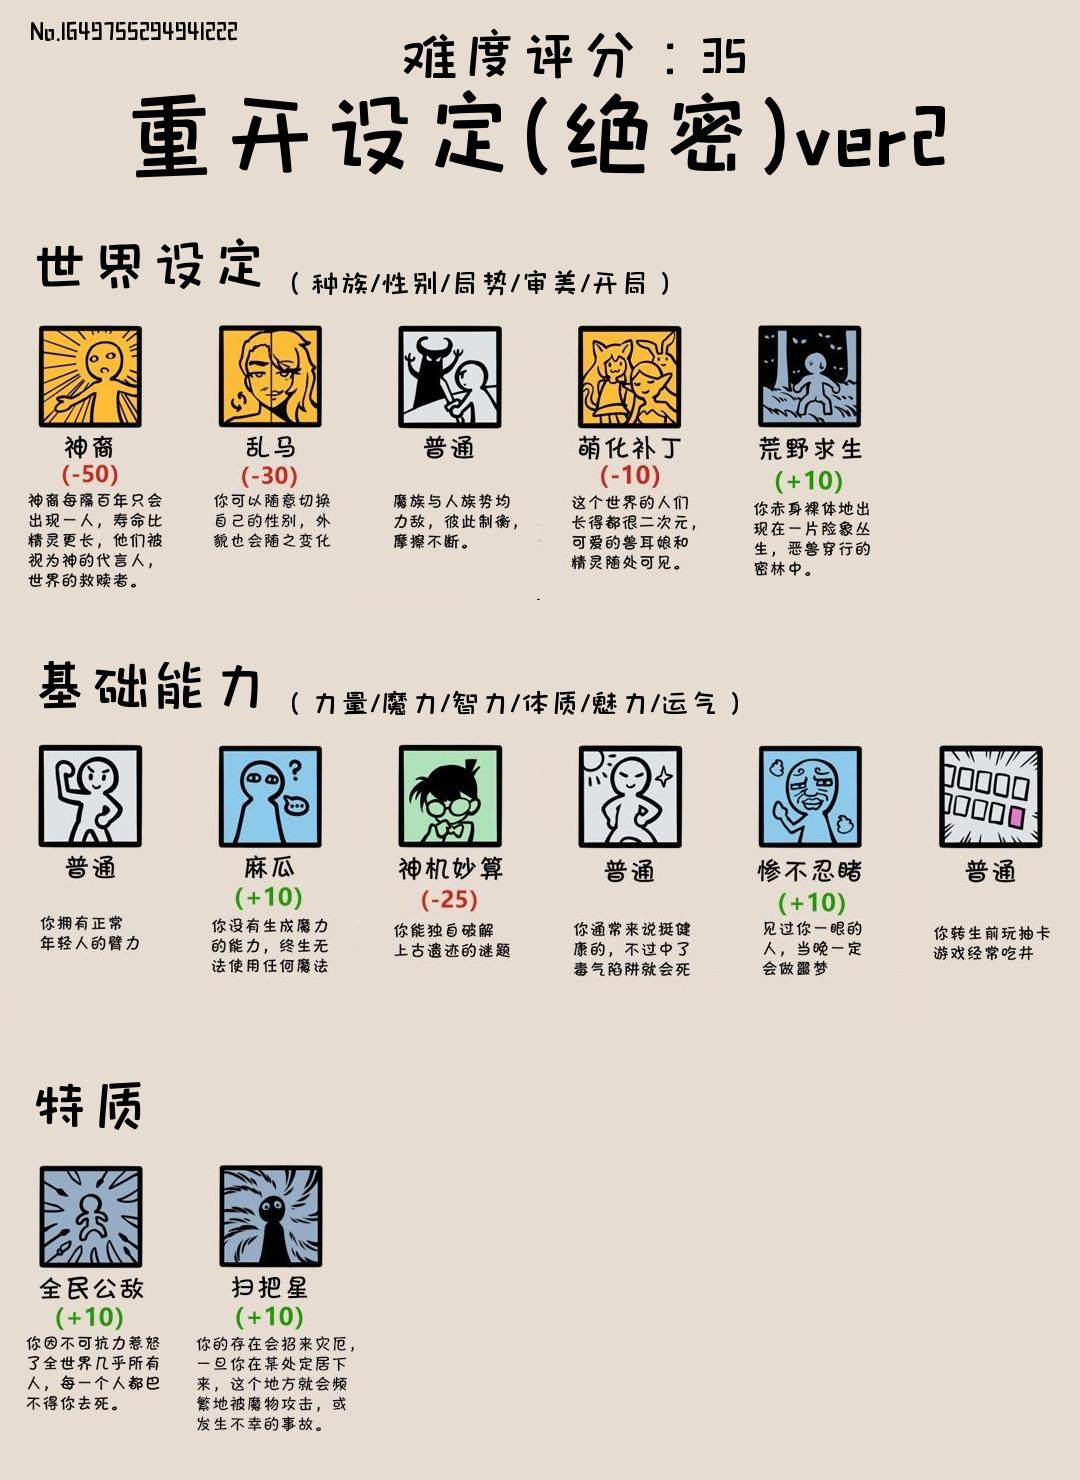 No.1649755294941222
难度评分：35
重开设定(绝密)ver2
世界设定 （种族/性别/局势/审美/开局）
神裔
(-50)
神裔每隔百年只会
出现一人，寿命比
精灵更长，他们被
视为神的代言人，
世界的救赎者。
乱马
(-30)
你可以随意切换
自己的性别，外
貌也会随之变化
普通
魔族与人族势均
力敌，彼此制衡，
摩擦不断。
萌化补丁
(-10)
这个世界的人们
长得都很二次元，
可爱的兽耳娘和
精灵随处可见。
荒野求生
(+10)
你赤身裸体地出
现在一片险象丛
生，恶兽穿行的
密林中。
基础能力 （力量/魔力/智力/体质/魅力/运气）
普通
你拥有正常
年轻人的臂力
麻瓜
(+10)
你没有生成魔力
的能力，终生无
法使用任何魔法
神机妙算
(-25)
你能独自破解
上古遗迹的谜题
普通
你通常来说挺健
康的，不过中了
毒气陷阱就会死
惨不忍睹
(+10)
见过你一眼的
人，当晚一定
会做噩梦
普通
你转生前玩抽卡
游戏经常吃井
特质
全民公敌
(+10)
你因不可抗力惹怒
了全世界几乎所有
人，每一个人都巴
不得你去死。
扫把星
(+10)
你的存在会招来灾厄，
一旦你在某处定居下
来，这个地方就会频
繁地被魔物攻击，或
发生不幸的事故。